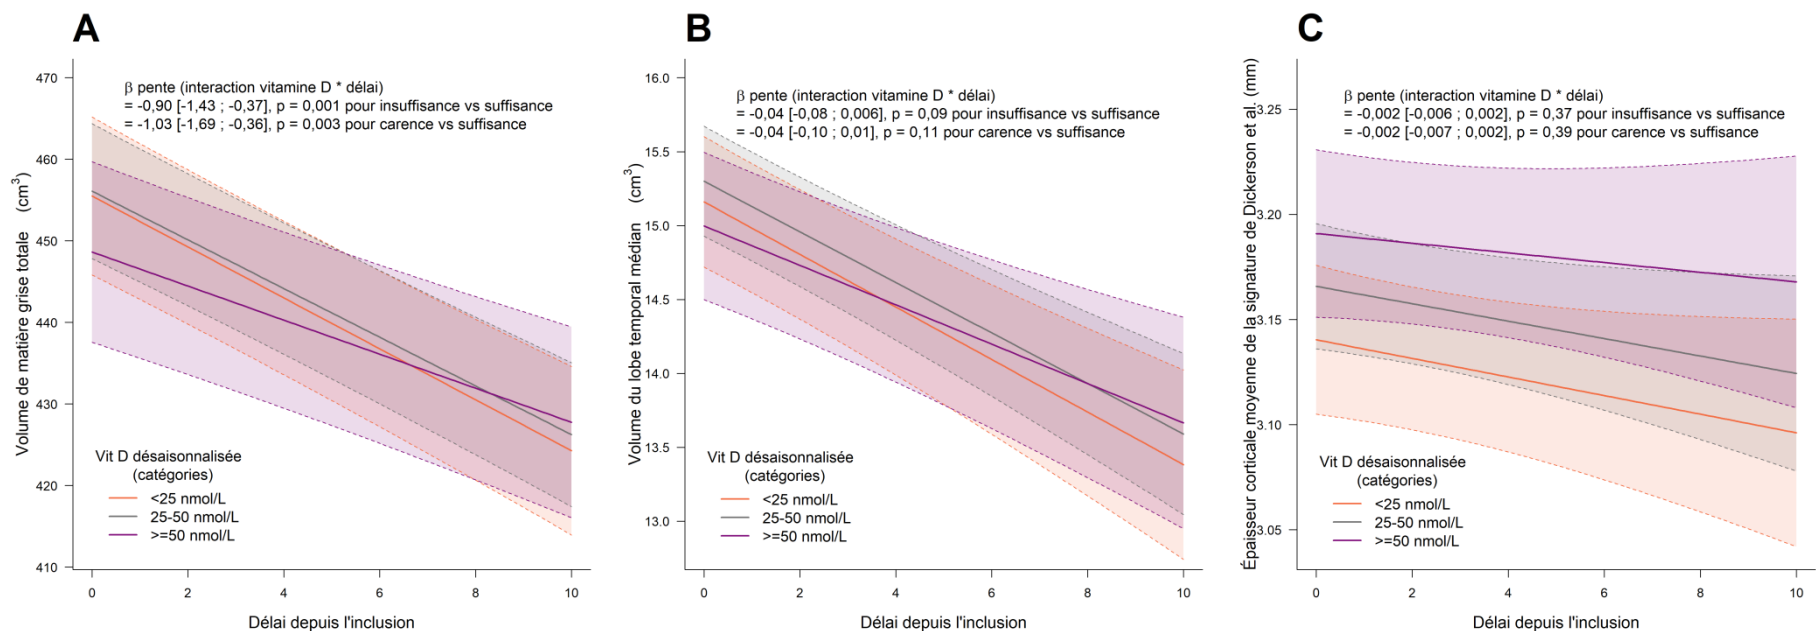 A
β pente (interaction vitamine D * délai)
= -0,90 [-1,43 ; -0,37], p = 0,001 pour insuffisance vs suffisance
= -1,03 [-1,69 ; -0,36], p = 0,003 pour carence vs suffisance
Volume de matière grise totale (cm³)
470
460
450
440
430
420
410
Vit D désaisonnalisée
(catégories)
<25 nmol/L
25-50 nmol/L
>=50 nmol/L
0 2 4 6 8 10
Délai depuis l'inclusion
B
β pente (interaction vitamine D * délai)
= -0,04 [-0,08 ; 0,006], p = 0,09 pour insuffisance vs suffisance
= -0,04 [-0,10 ; 0,01], p = 0,11 pour carence vs suffisance
Volume du lobe temporal médian (cm³)
16.0
15.5
15.0
14.5
14.0
13.5
13.0
Vit D désaisonnalisée
(catégories)
<25 nmol/L
25-50 nmol/L
>=50 nmol/L
0 2 4 6 8 10
Délai depuis l'inclusion
C
β pente (interaction vitamine D * délai)
= -0,002 [-0,006 ; 0,002], p = 0,37 pour insuffisance vs suffisance
= -0,002 [-0,007 ; 0,002], p = 0,39 pour carence vs suffisance
Épaisseur corticale moyenne de la signature de Dickerson et al. (mm)
3.25
3.20
3.15
3.10
3.05
Vit D désaisonnalisée
(catégories)
<25 nmol/L
25-50 nmol/L
>=50 nmol/L
0 2 4 6 8 10
Délai depuis l'inclusion